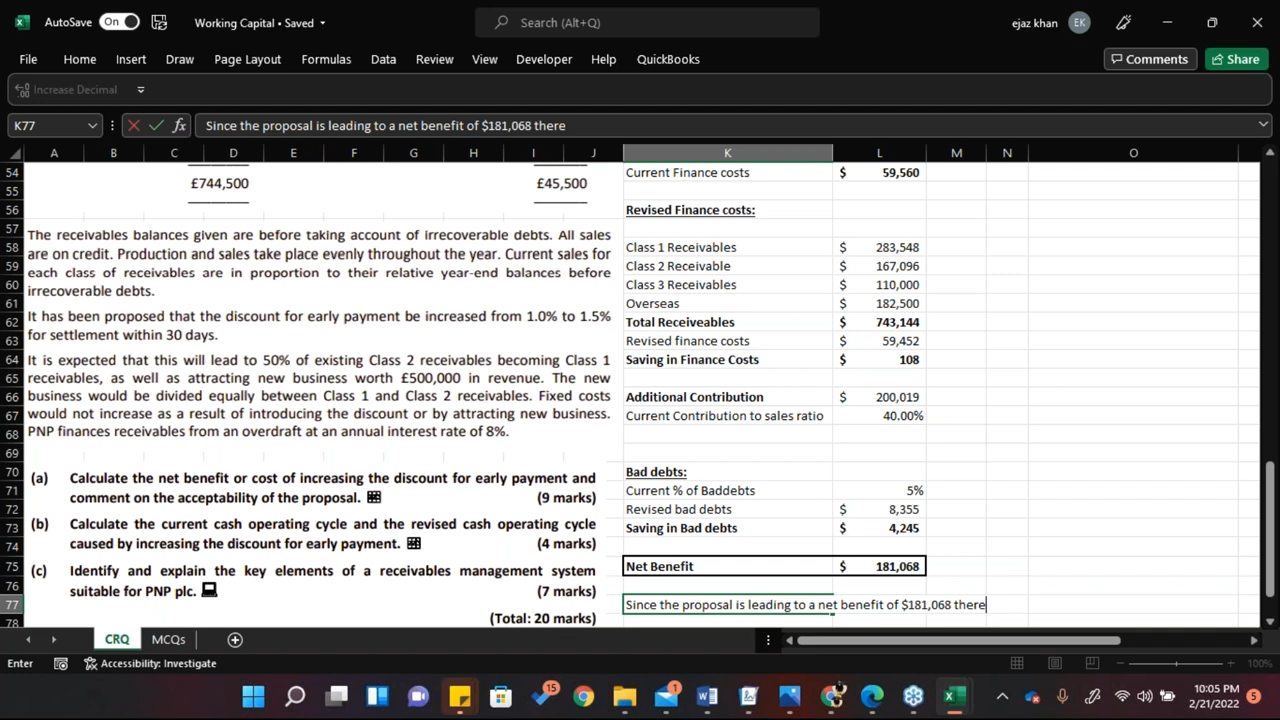 AutoSave On Working Capital • Saved Search (Alt+Q) ejaz khan EK
File Home Insert Draw Page Layout Formulas Data Review View Developer Help QuickBooks Comments Share
Increase Decimal
K77 fx Since the proposal is leading to a net benefit of $181,068 there
A B C D E F G H I J K L M N O
54 Current Finance costs $ 59,560
55 £744,500 £45,500
56 Revised Finance costs:
57
58 Class 1 Receivables $ 283,548
59 Class 2 Receivable $ 167,096
60 Class 3 Receivables $ 110,000
61 Overseas $ 182,500
62 Total Receiveables $ 743,144
63 Revised finance costs $ 59,452
64 Saving in Finance Costs $ 108
65
66 Additional Contribution $ 200,019
67 Current Contribution to sales ratio 40.00%
68
69
70 Bad debts:
71 Current % of Baddebts 5%
72 Revised bad debts $ 8,355
73 Saving in Bad debts $ 4,245
74
75 Net Benefit $ 181,068
76
77 Since the proposal is leading to a net benefit of $181,068 there
78
The receivables balances given are before taking account of irrecoverable debts. All sales
are on credit. Production and sales take place evenly throughout the year. Current sales for
each class of receivables are in proportion to their relative year-end balances before
irrecoverable debts.
It has been proposed that the discount for early payment be increased from 1.0% to 1.5%
for settlement within 30 days.
It is expected that this will lead to 50% of existing Class 2 receivables becoming Class 1
receivables, as well as attracting new business worth £500,000 in revenue. The new
business would be divided equally between Class 1 and Class 2 receivables. Fixed costs
would not increase as a result of introducing the discount or by attracting new business.
PNP finances receivables from an overdraft at an annual interest rate of 8%.
(a) Calculate the net benefit or cost of increasing the discount for early payment and
comment on the acceptability of the proposal. (9 marks)
(b) Calculate the current cash operating cycle and the revised cash operating cycle
caused by increasing the discount for early payment. (4 marks)
(c) Identify and explain the key elements of a receivables management system
suitable for PNP plc. (7 marks)
(Total: 20 marks)
CRQ MCQs
Enter Accessibility: Investigate 100%
15 1 10:05 PM
2/21/2022 5